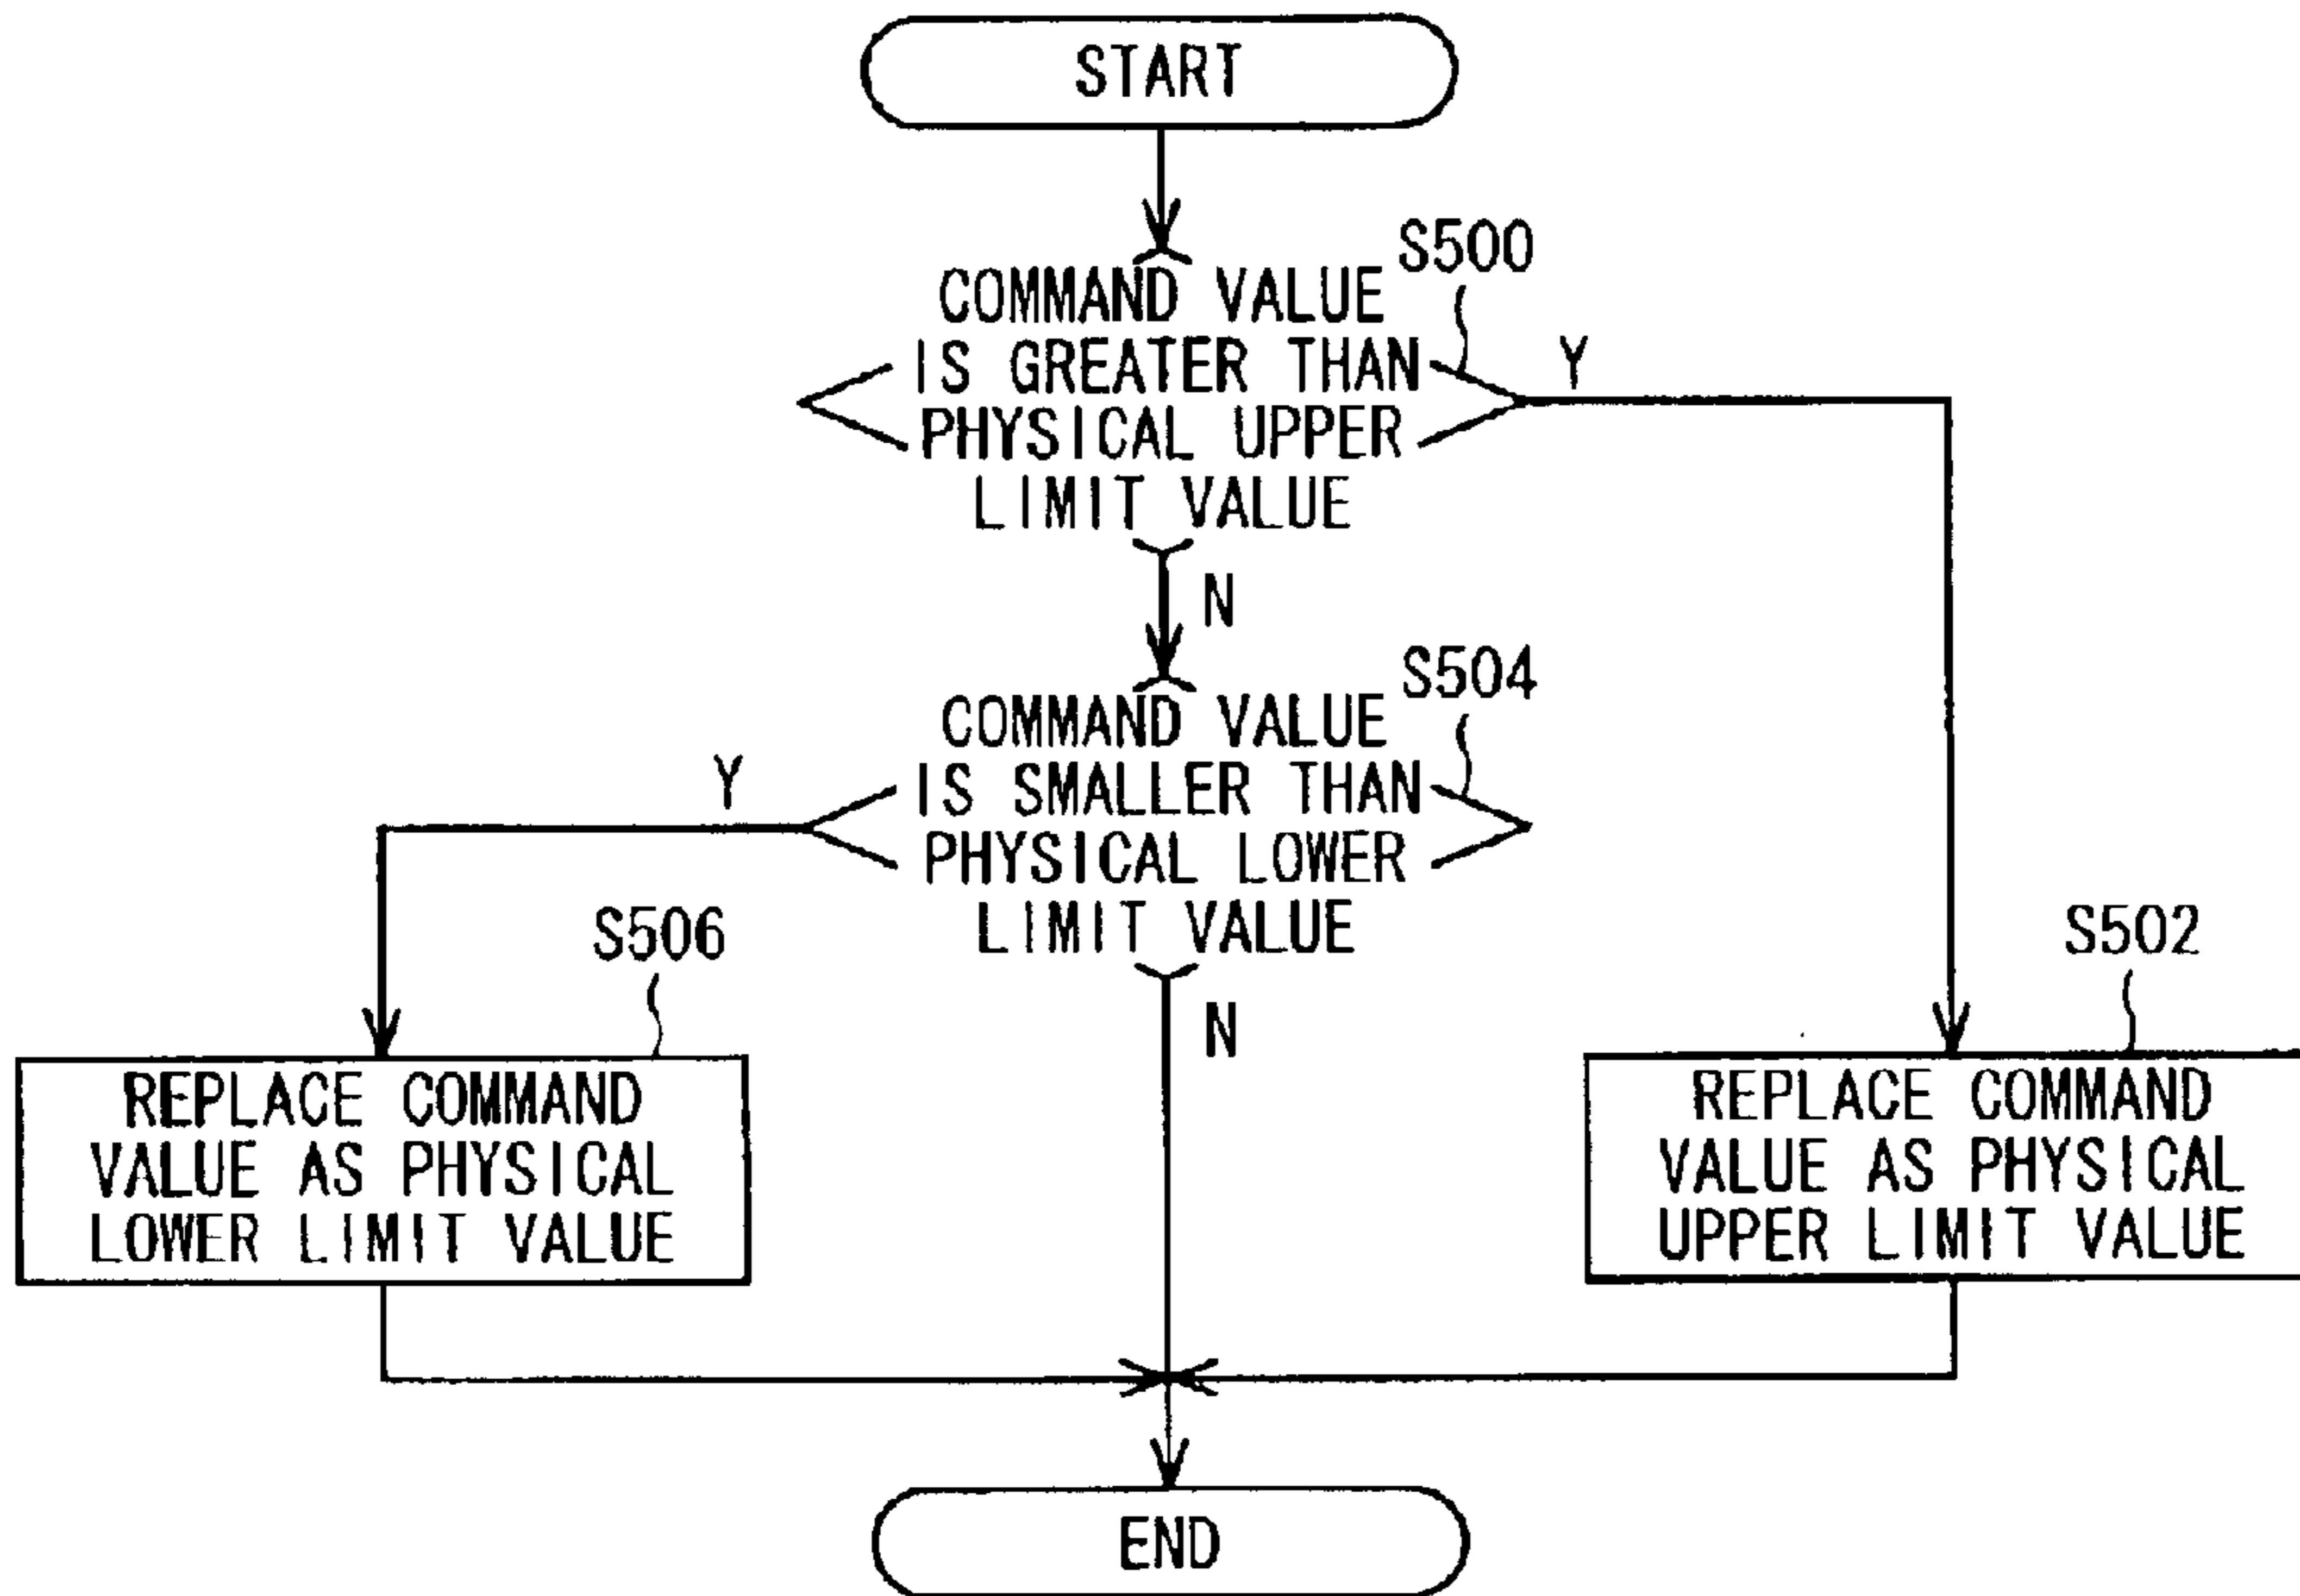 START
S500
COMMAND VALUE
IS GREATER THAN
PHYSICAL UPPER
LIMIT VALUE
Y
N
S504
COMMAND VALUE
IS SMALLER THAN
PHYSICAL LOWER
LIMIT VALUE
Y
N
S506
REPLACE COMMAND
VALUE AS PHYSICAL
LOWER LIMIT VALUE
S502
REPLACE COMMAND
VALUE AS PHYSICAL
UPPER LIMIT VALUE
END